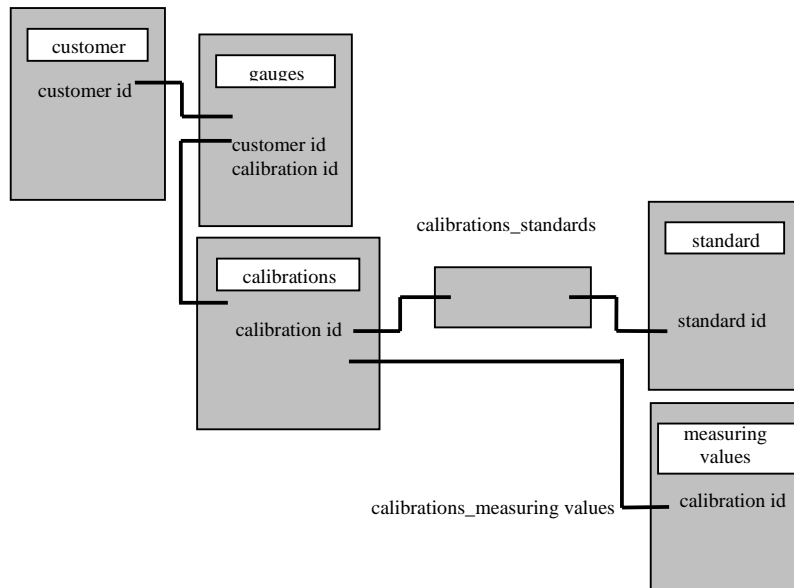 customer
customer id
gauges
customer id
calibration id
calibrations_standards
standard
calibrations
calibration id
standard id
measuring
values
calibration id
calibrations_measuring values